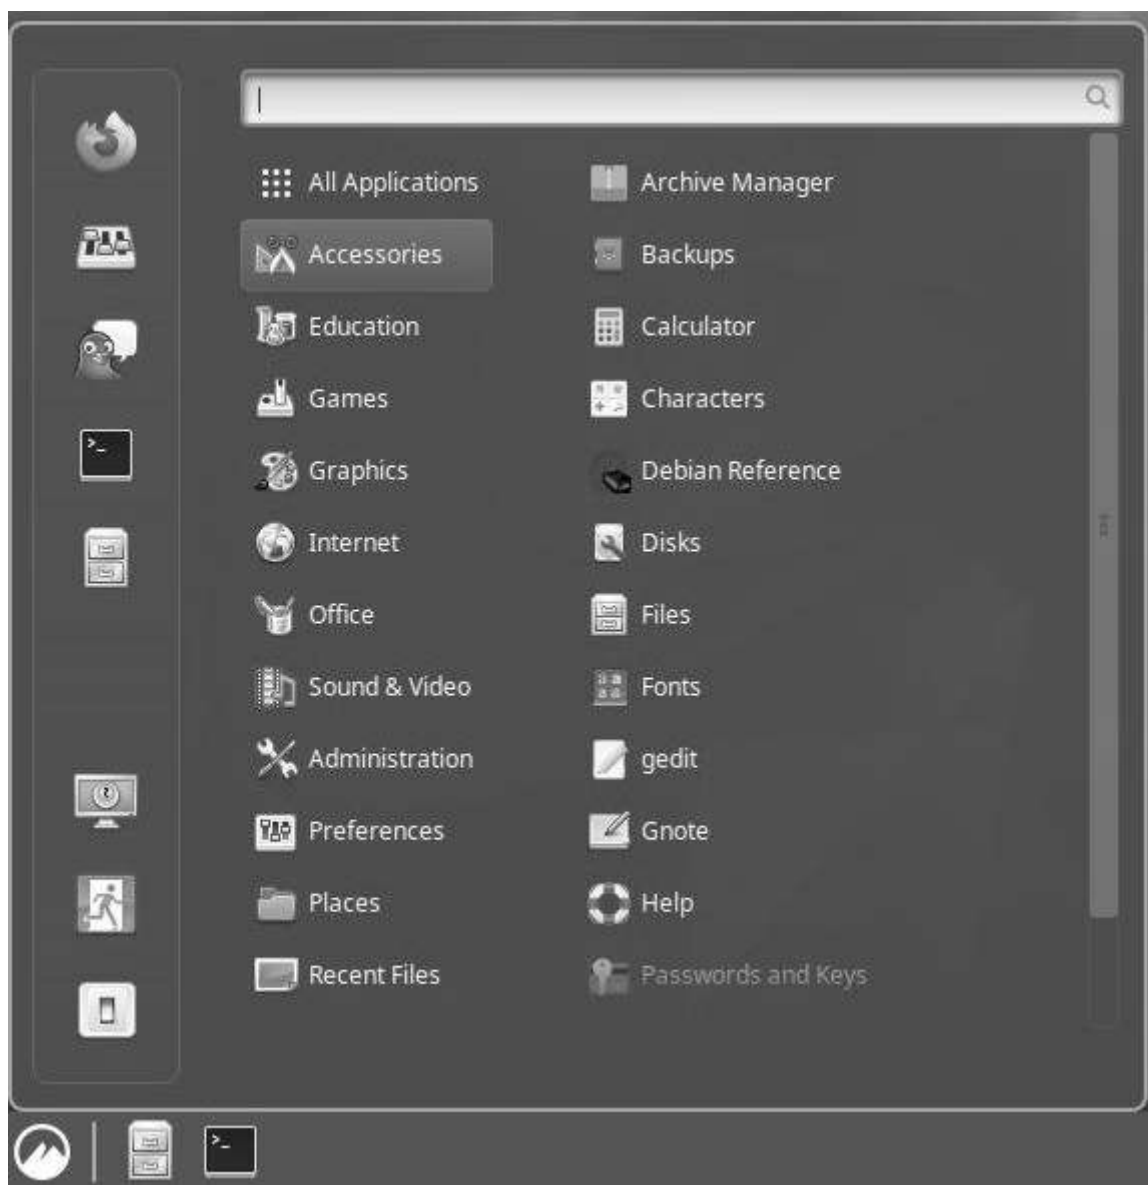 All Applications
Accessories
Education
Games
Graphics
Internet
Office
Sound & Video
Administration
Preferences
Places
Recent Files
Archive Manager
Backups
Calculator
Characters
Debian Reference
Disks
Files
Fonts
gedit
Gnote
Help
Passwords and Keys